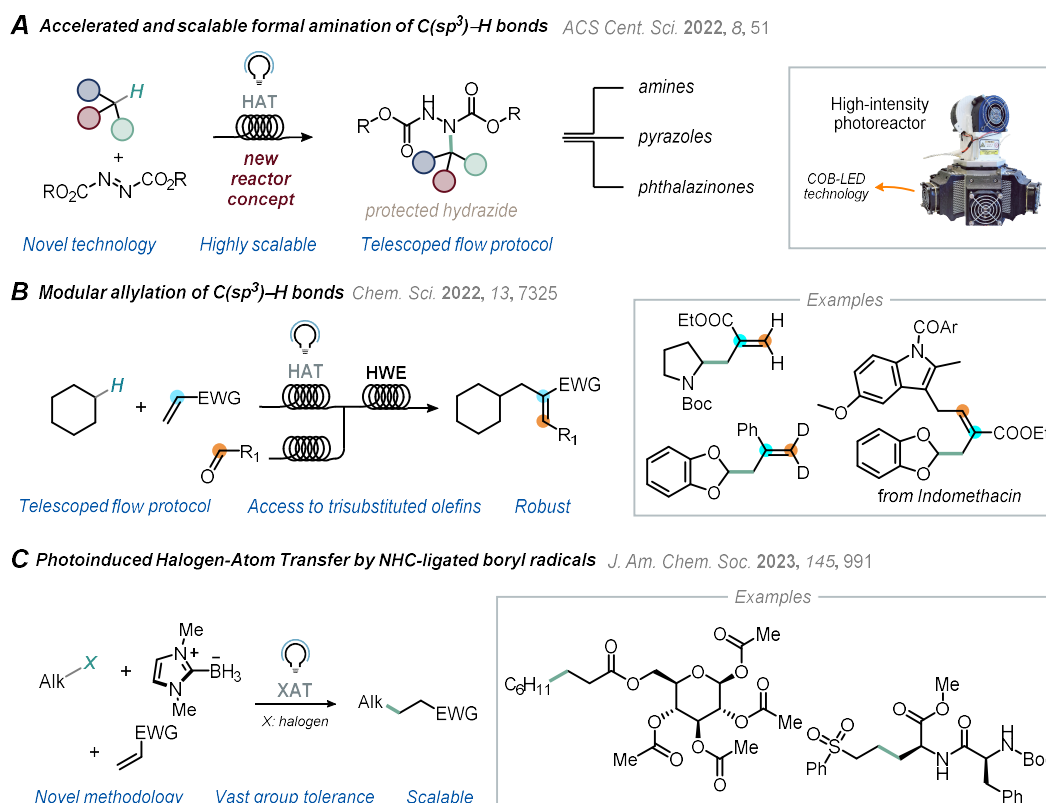 A Accelerated and scalable formal amination of C(sp³)–H bonds ACS Cent. Sci. 2022, 8, 51
H
HAT
+
RO₂C N N CO₂R
new
reactor
concept
R O O H N N O O R
protected hydrazide
amines
pyrazoles
phthalazinones
High-intensity
photoreactor
COB-LED
technology
Novel technology Highly scalable Telescoped flow protocol
B Modular allylation of C(sp³)–H bonds Chem. Sci. 2022, 13, 7325
H
+
EWG
O R₁
HAT
HWE
EWG
R₁
Examples
EtOOC H
H
N
Boc
Ph D
D
O
O
COAr
N
O
COOEt
O
O
from Indomethacin
Telescoped flow protocol Access to trisubstituted olefins Robust
C Photoinduced Halogen-Atom Transfer by NHC-ligated boryl radicals J. Am. Chem. Soc. 2023, 145, 991
Alk X
+
Me
N +
– BH₃
N
Me
+
EWG
XAT
X: halogen
Alk EWG
Examples
C₆H₁₁ O O O O O Me
O O Me
O O Me
O O Me
O O
S
Ph
O O Me
N
H
O
H
N
Boc
Ph
Novel methodology Vast group tolerance Scalable